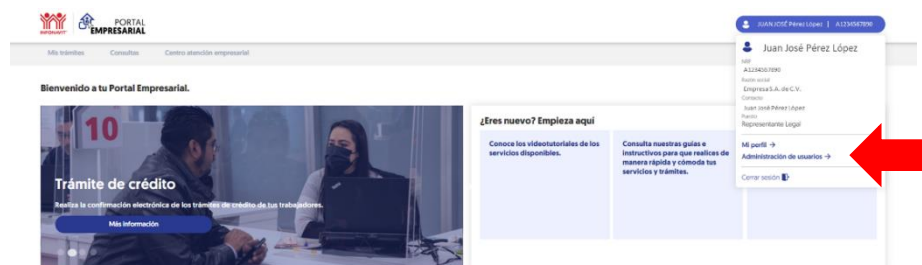 INFONAVIT
PORTAL
EMPRESARIAL
JUAN JOSÉ Pérez López | A1234567890
Mis trámites Consultas Centro atención empresarial
Juan José Pérez López
NRP
A1234567890
Razón social
Empresa S.A. de C.V.
Contacto
Juan José Pérez López
Puesto
Representante Legal
Mi perfil →
Administración de usuarios →
Cerrar sesión
Bienvenido a tu Portal Empresarial.
10
Trámite de crédito
Realiza la confirmación electrónica de los trámites de crédito de tus trabajadores.
Más información
¿Eres nuevo? Empieza aquí
Conoce los videotutoriales de los
servicios disponibles.
Consulta nuestras guías e
instructivos para que realices de
manera rápida y cómoda tus
servicios y trámites.